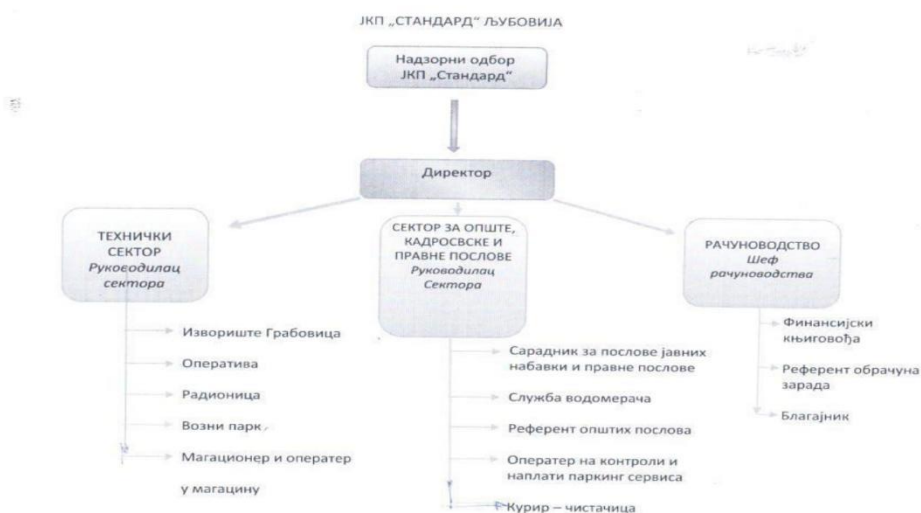 ЈКП „СТАНДАРД“ ЉУБОВИЈА
Надзорни одбор
ЈКП „Стандард“
Директор
ТЕХНИЧКИ
СЕКТОР
Руководилац
сектора
Извориште Грабовица
Оператива
Радионица
Возни парк
Магационер и оператер
у магацину
СЕКТОР ЗА ОПШТЕ,
КАДРОСВСКЕ И
ПРАВНЕ ПОСЛОВЕ
Руководилац
Сектора
Сарадник за послове јавних
набавки и правне послове
Служба водомерача
Референт општих послова
Оператер на контроли и
наплати паркинг сервиса
Курир – чистачица
РАЧУНОВОДСТВО
Шеф
рачуноводства
Финансијски
књиговођа
Референт обрачуна
зарада
Благајник